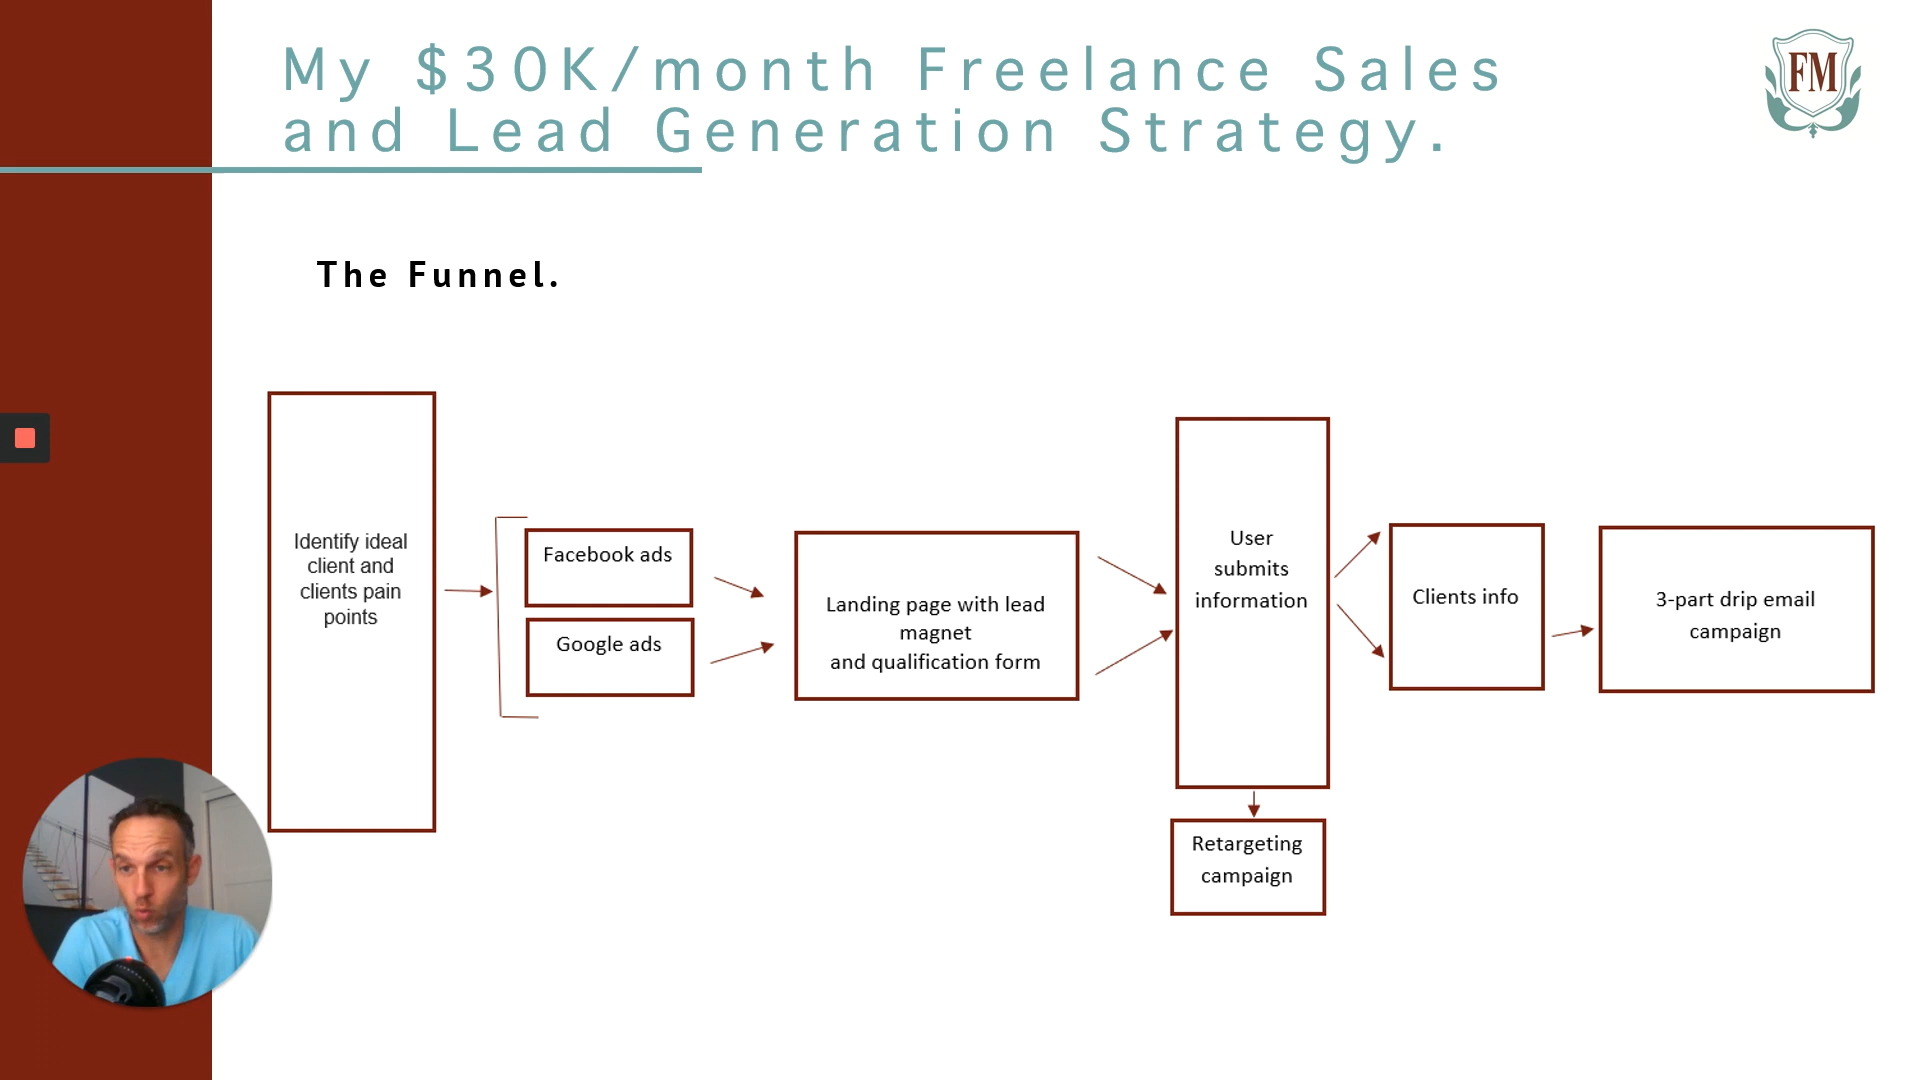 My $30K/month Freelance Sales
and Lead Generation Strategy.
FM
The Funnel.
Identify ideal
client and
clients pain
points
Facebook ads
Google ads
Landing page with lead
magnet
and qualification form
User
submits
information
Clients info
3-part drip email
campaign
Retargeting
campaign